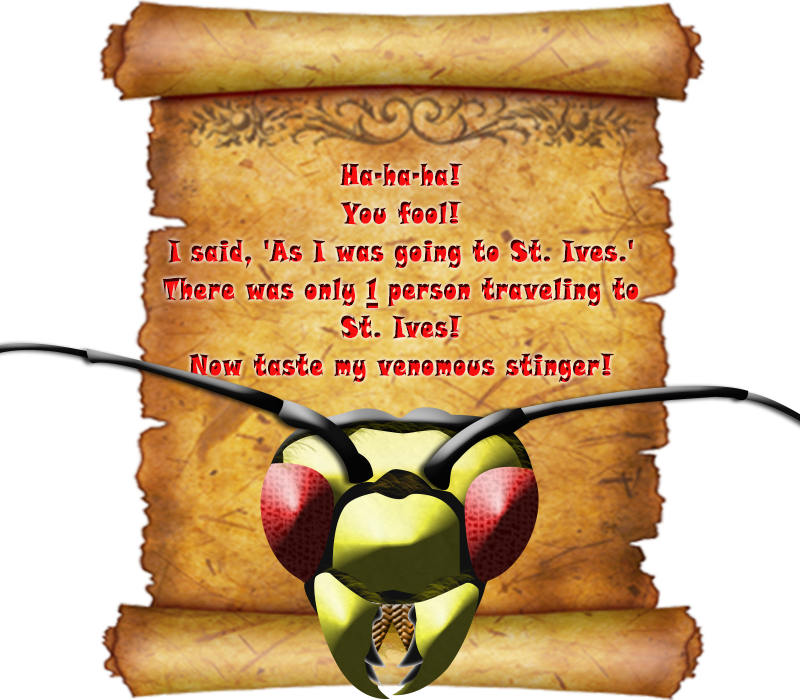 Ha-ha-ha!
You fool!
I said, 'As I was going to St. Ives.'
There was only 1 person traveling to
St. Ives!
Now taste my venomous stinger!